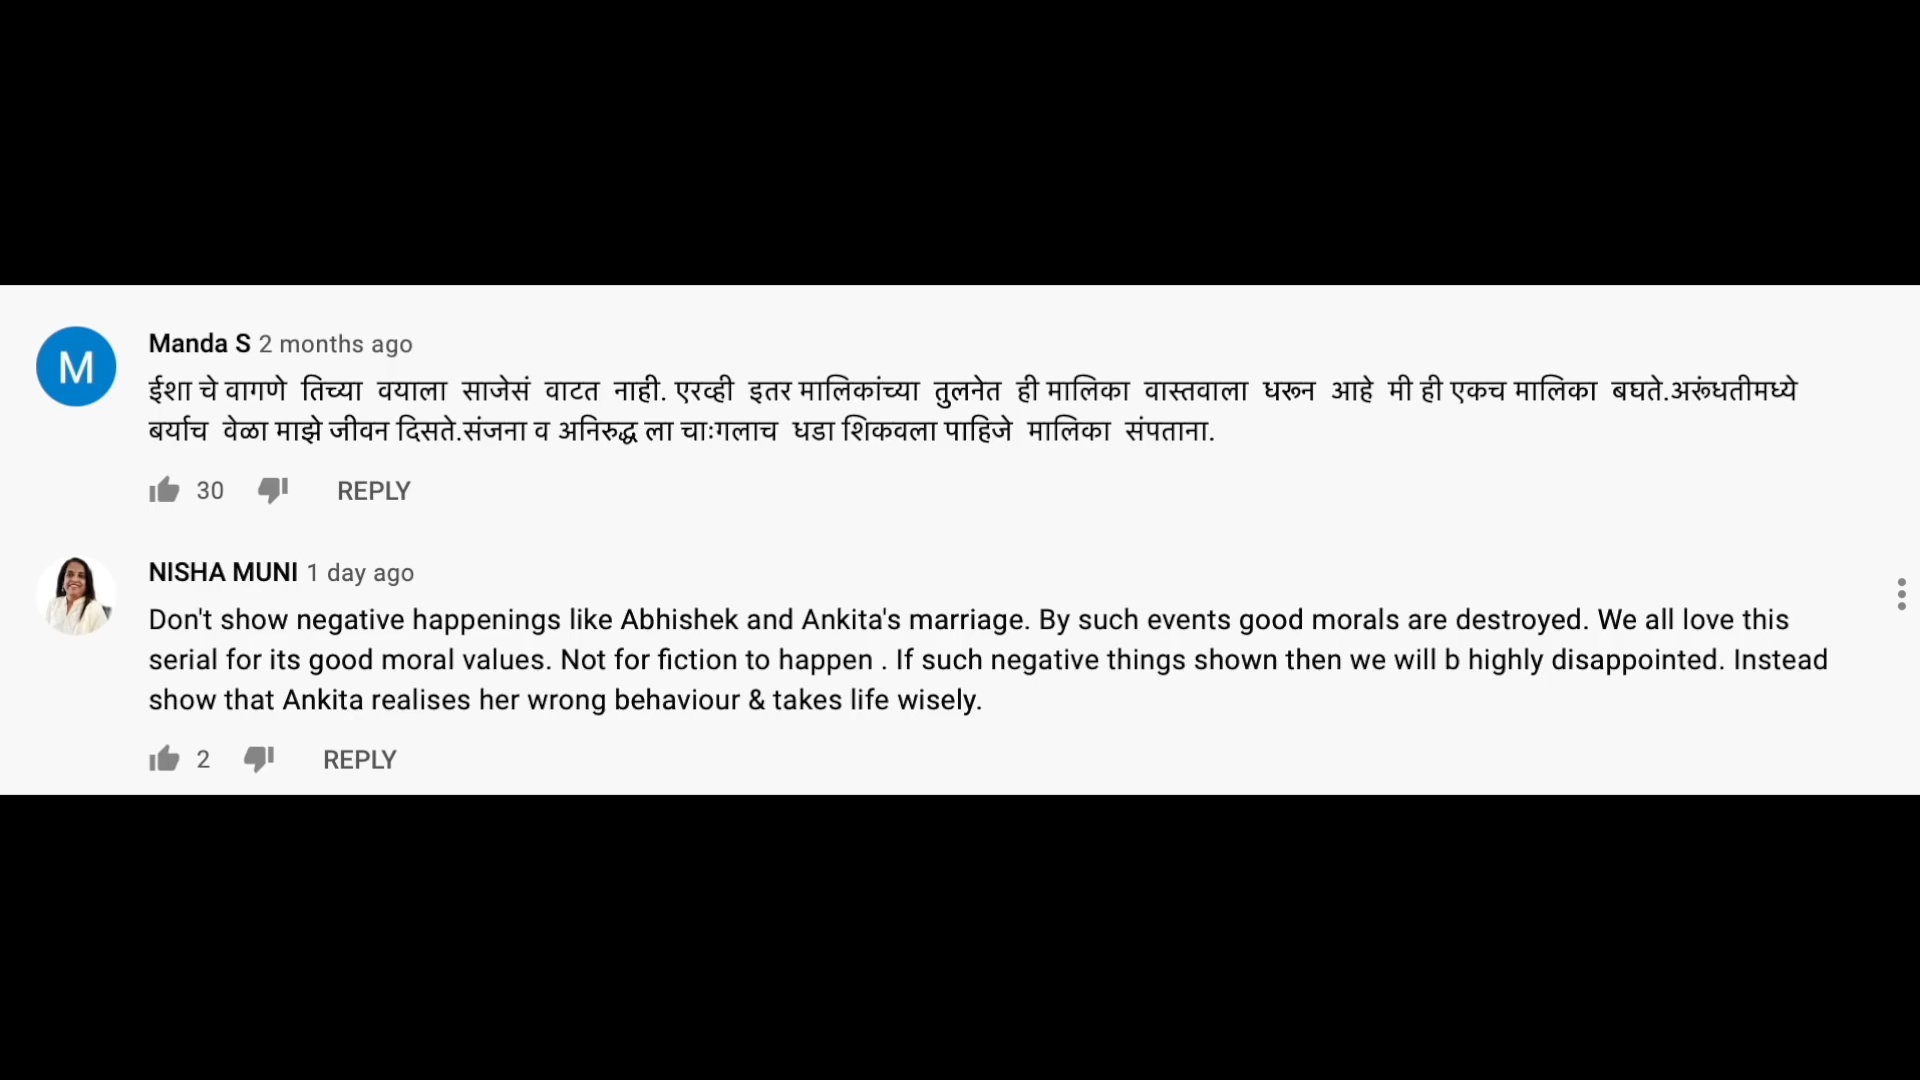 M
Manda S 2 months ago
ईशा चे वागणे तिच्या वयाला साजेसं वाटत नाही. एरव्ही इतर मालिकांच्या तुलनेत ही मालिका वास्तवाला धरून आहे मी ही एकच मालिका बघते.अरूंधतीमध्ये
बर्याच वेळा माझे जीवन दिसते.संजना व अनिरुद्ध ला चाःगलाच धडा शिकवला पाहिजे मालिका संपताना.
30 REPLY
NISHA MUNI 1 day ago
Don't show negative happenings like Abhishek and Ankita's marriage. By such events good morals are destroyed. We all love this
serial for its good moral values. Not for fiction to happen . If such negative things shown then we will b highly disappointed. Instead
show that Ankita realises her wrong behaviour & takes life wisely.
2 REPLY